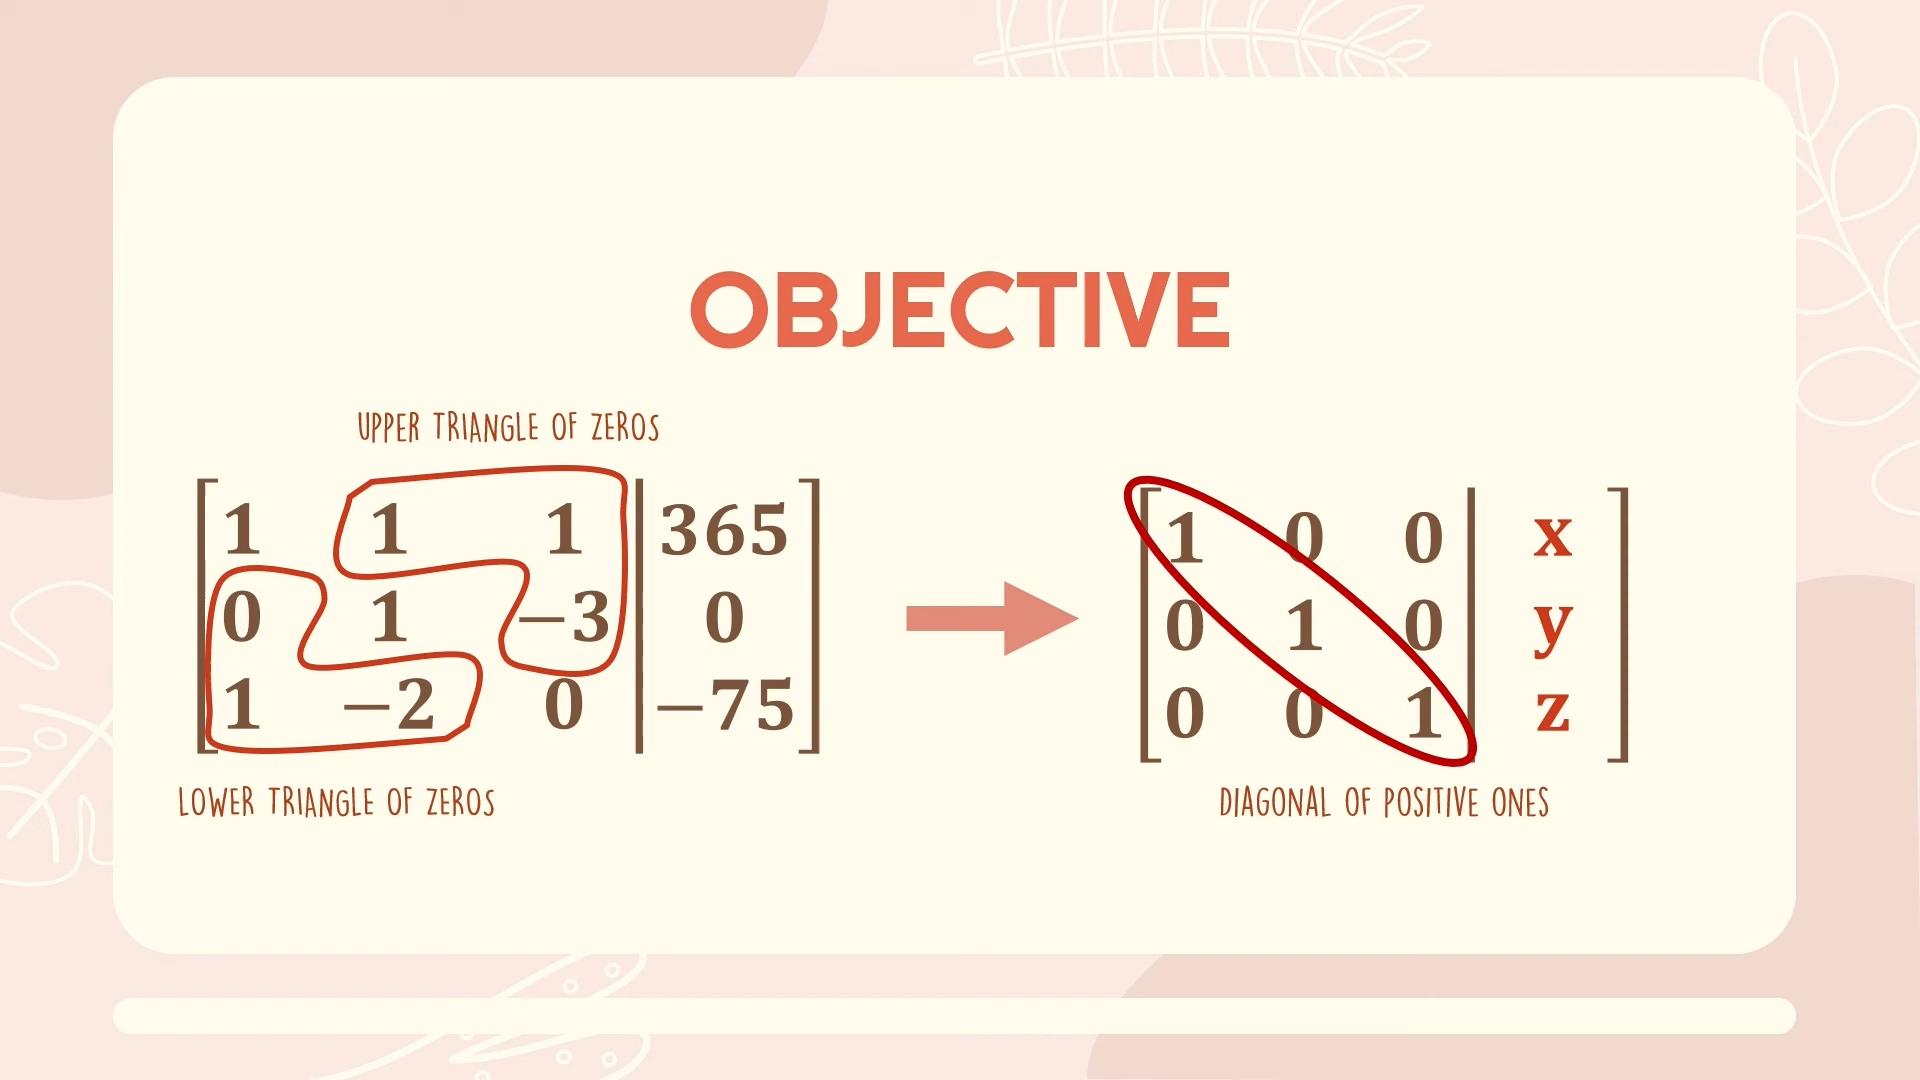 OBJECTIVE
UPPER TRIANGLE OF ZEROS
1 1 1 365
0 1 −3 0
1 −2 0 −75
LOWER TRIANGLE OF ZEROS
1 0 0 x
0 1 0 y
0 0 1 z
DIAGONAL OF POSITIVE ONES